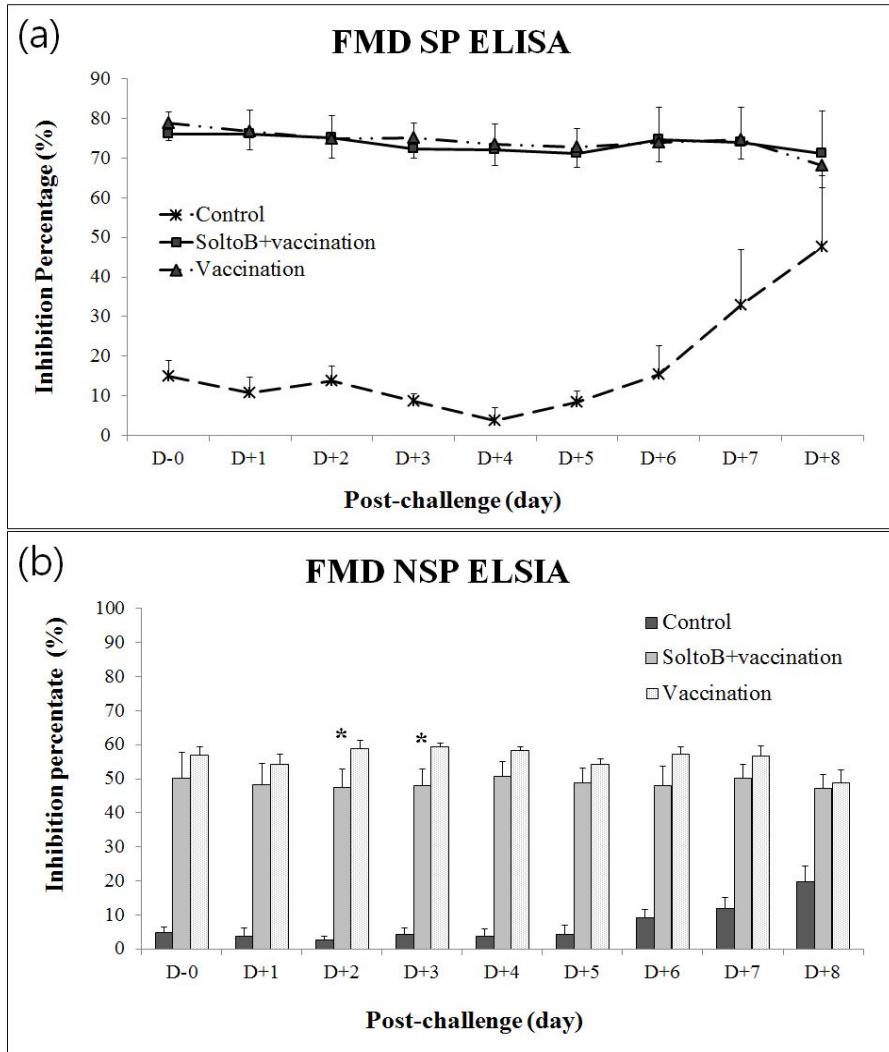 (a)
FMD SP ELISA
Inhibition Percentage (%)
90
80
70
60
50
40
30
20
10
0
Control
SoltoB+vaccination
Vaccination
D-0 D+1 D+2 D+3 D+4 D+5 D+6 D+7 D+8
Post-challenge (day)
(b)
FMD NSP ELSIA
Inhibition percentate (%)
100
90
80
70
60
50
40
30
20
10
0
Control
SoltoB+vaccination
Vaccination
* *
D-0 D+1 D+2 D+3 D+4 D+5 D+6 D+7 D+8
Post-challenge (day)